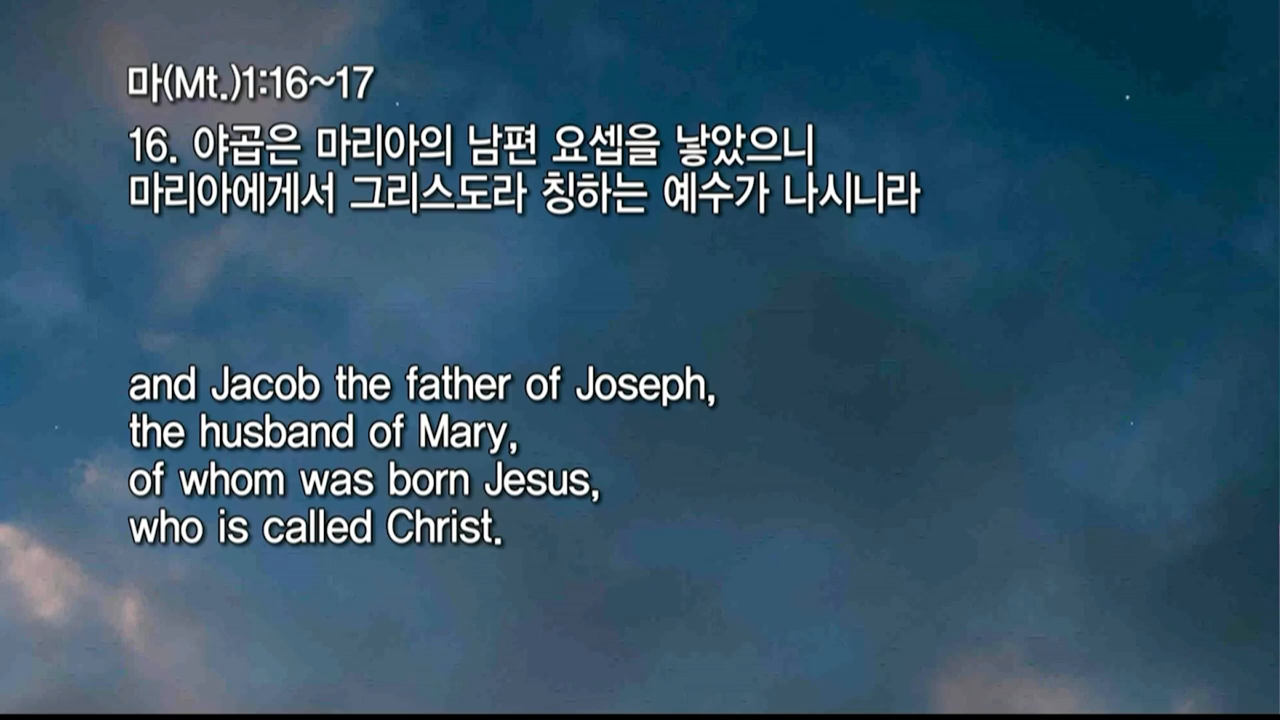 마(Mt.)1:16~17
16. 야곱은 마리아의 남편 요셉을 낳았으니
마리아에게서 그리스도라 칭하는 예수가 나시니라
and Jacob the father of Joseph,
the husband of Mary,
of whom was born Jesus,
who is called Christ.